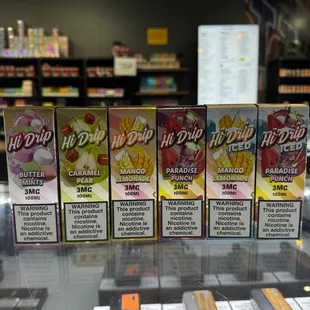 Hi Drip
BUTTER
MINTS
3MG
100ML
WARNING
This product
contains
nicotine.
Nicotine is
an addictive
chemical.
Hi Drip
CARAMEL
PEAR
3MG
100ML
WARNING
This product
contains
nicotine.
Nicotine is
an addictive
chemical.
Hi Drip
MANGO
LEMONADE
3MG
100ML
WARNING
This product
contains
nicotine.
Nicotine is
an addictive
chemical.
Hi Drip
PARADISE
PUNCH
3MG
100ML
WARNING
This product
contains
nicotine.
Nicotine is
an addictive
chemical.
Hi Drip
ICED
MANGO
LEMONADE
3MG
100ML
WARNING
This product
contains
nicotine.
Nicotine is
an addictive
chemical.
Hi Drip
ICED
PARADISE
PUNCH
3MG
100ML
WARNING
This product
contains
nicotine.
Nicotine is
an addictive
chemical.